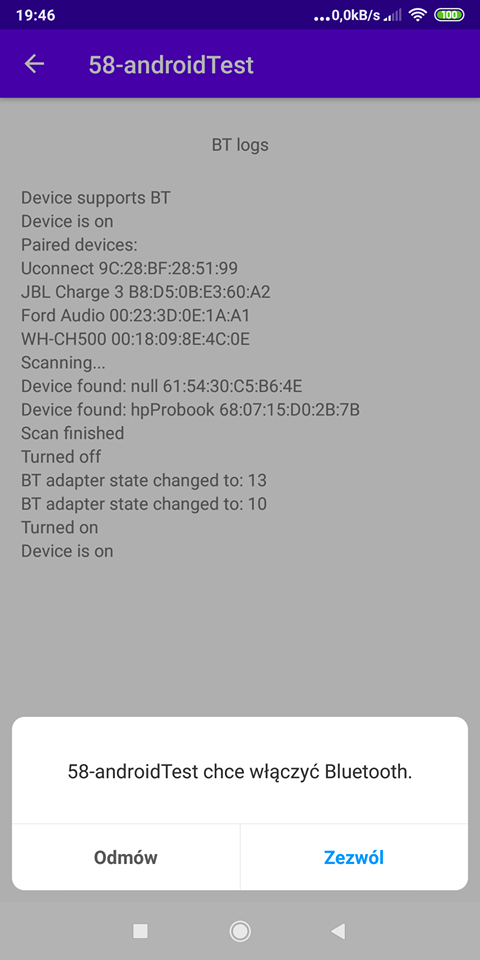 19:46
...0,0kB/s
100
58-androidTest
BT logs
Device supports BT
Device is on
Paired devices:
Uconnect 9C:28:BF:28:51:99
JBL Charge 3 B8:D5:0B:E3:60:A2
Ford Audio 00:23:3D:0E:1A:A1
WH-CH500 00:18:09:8E:4C:0E
Scanning...
Device found: null 61:54:30:C5:B6:4E
Device found: hpProbook 68:07:15:D0:2B:7B
Scan finished
Turned off
BT adapter state changed to: 13
BT adapter state changed to: 10
Turned on
Device is on
58-androidTest chce włączyć Bluetooth.
Odmów
Zezwól